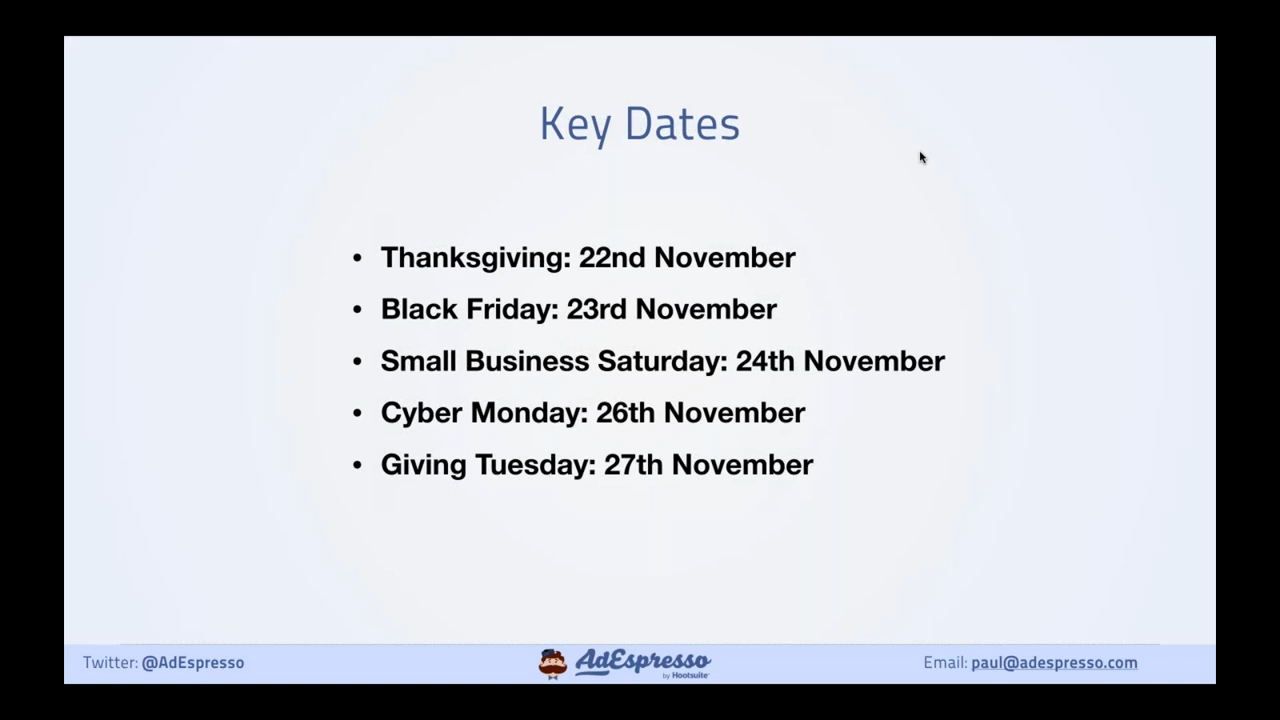 Key Dates
• Thanksgiving: 22nd November
• Black Friday: 23rd November
• Small Business Saturday: 24th November
• Cyber Monday: 26th November
• Giving Tuesday: 27th November
Twitter: @AdEspresso
AdEspresso
by Hootsuite
Email: paul@adespresso.com